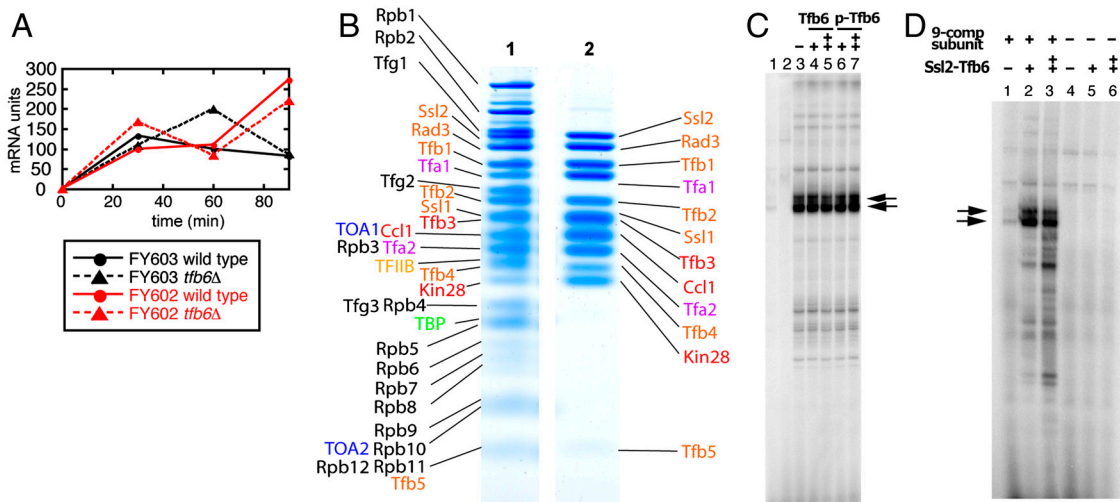 A
mRNA units
300
250
200
150
100
50
0
0 20 40 60 80
time (min)
FY603 wild type
FY603 tfb6Δ
FY602 wild type
FY602 tfb6Δ
B
1 2
Rpb1
Rpb2
Tfg1
Ssl2
Rad3
Tfb1
Tfa1
Tfg2
Tfb2
Ssl1
Tfb3
TOA1 Ccl1
Rpb3 Tfa2
TFIIB
Tfb4
Kin28
Tfg3 Rpb4
TBP
Rpb5
Rpb6
Rpb7
Rpb8
Rpb9
TOA2 Rpb10
Rpb12 Rpb11
Tfb5
Ssl2
Rad3
Tfb1
Tfa1
Tfb2
Ssl1
Tfb3
Ccl1
Tfa2
Tfb4
Kin28
Tfb5
C
Tfb6 p-Tfb6
− + ‡ + ‡
1 2 3 4 5 6 7
D
9-comp + + + − − −
subunit
Ssl2-Tfb6 − + ‡ − + ‡
1 2 3 4 5 6